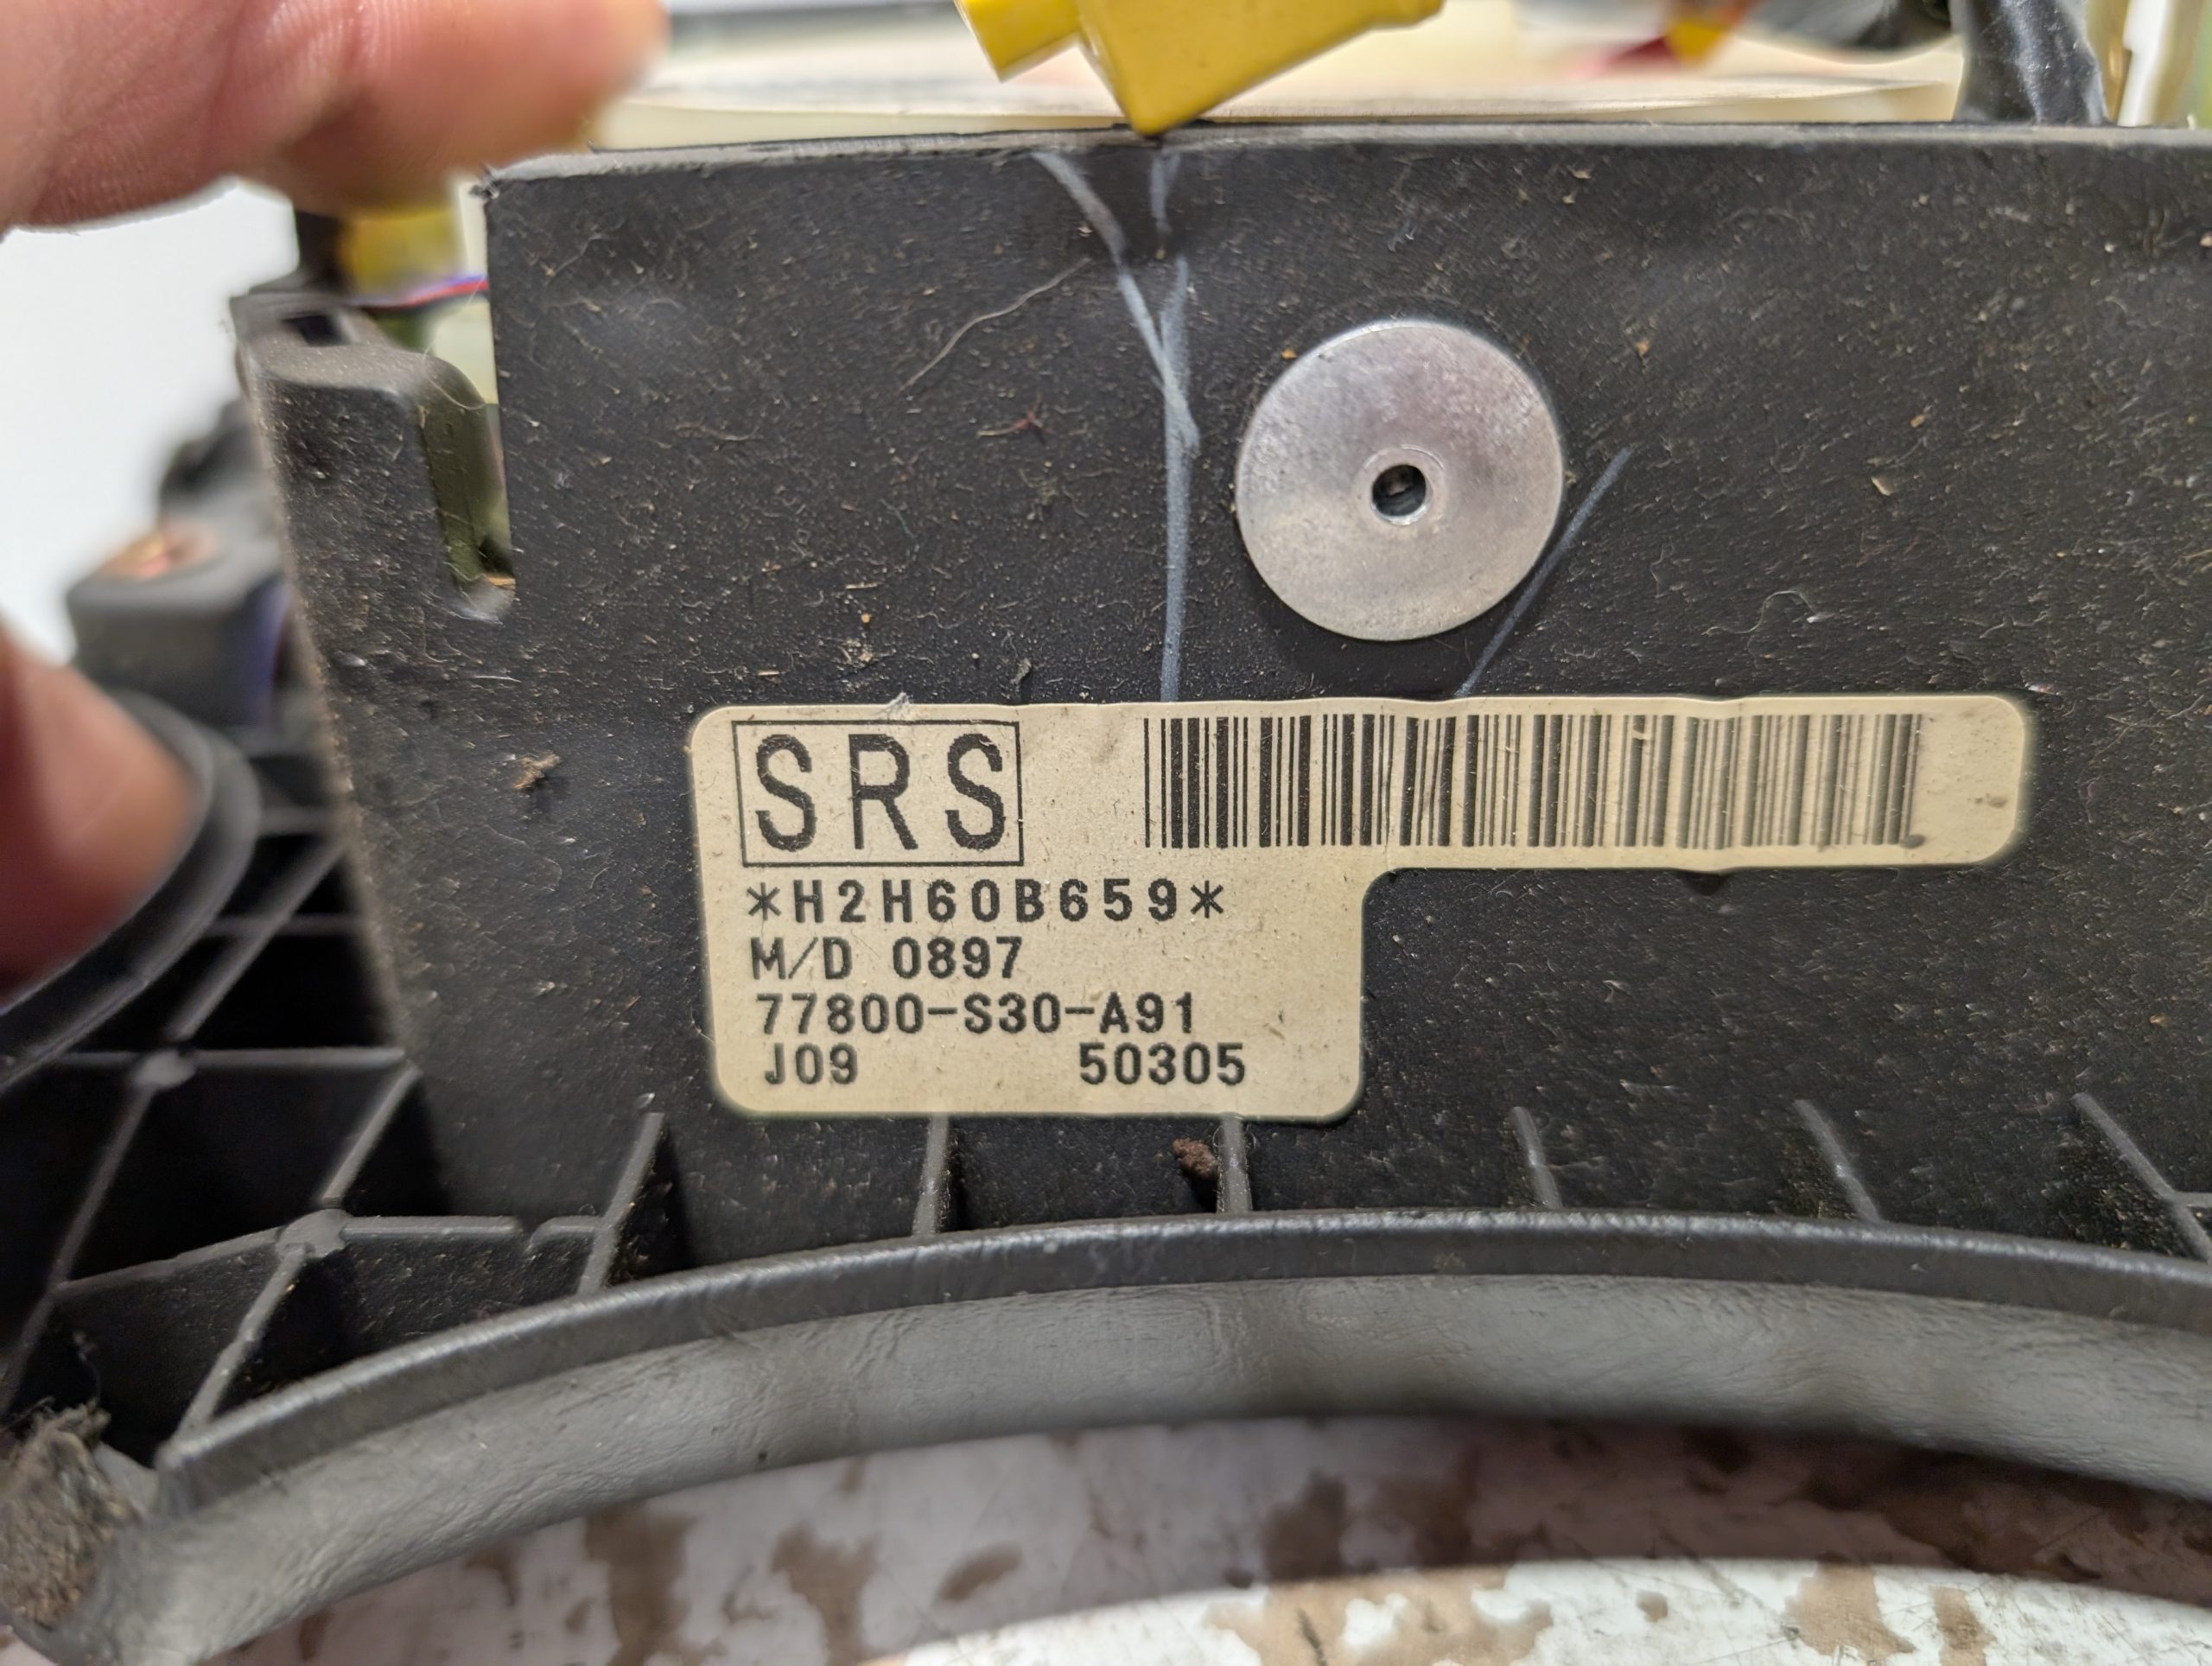 SRS
*H2H60B659*
M/D 0897
77800-S30-A91
J09 50305